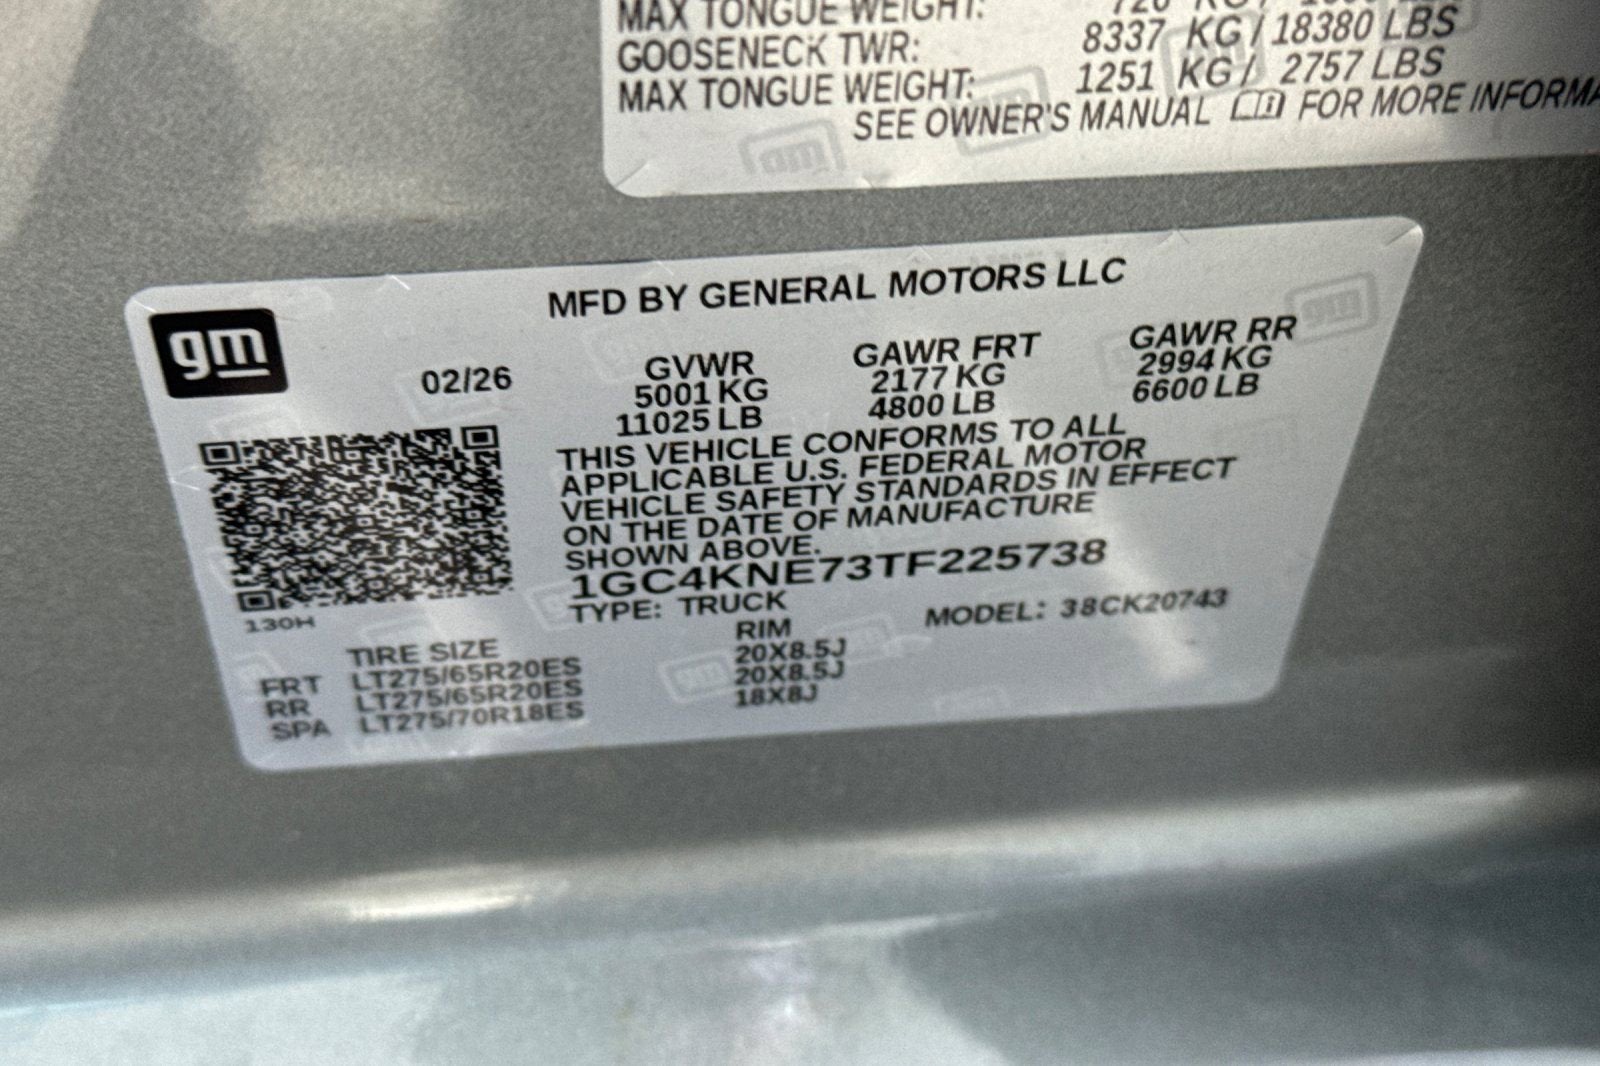 MAX TONGUE WEIGHT:
GOOSENECK TWR: 8337 KG / 18380 LBS
MAX TONGUE WEIGHT: 1251 KG / 2757 LBS
SEE OWNER'S MANUAL FOR MORE
gm
MFD BY GENERAL MOTORS LLC
02/26 GVWR GAWR FRT GAWR RR
5001 KG 2177 KG 2994 KG
11025 LB 4800 LB 6600 LB
THIS VEHICLE CONFORMS TO ALL
APPLICABLE U.S. FEDERAL MOTOR
VEHICLE SAFETY STANDARDS IN EFFECT
ON THE DATE OF MANUFACTURE
SHOWN ABOVE.
1GC4KNE73TF225738
TYPE: TRUCK MODEL: 38CK20743
130H
TIRE SIZE RIM
FRT LT275/65R20ES 20X8.5J
RR LT275/65R20ES 20X8.5J
SPA LT275/70R18ES 18X8J